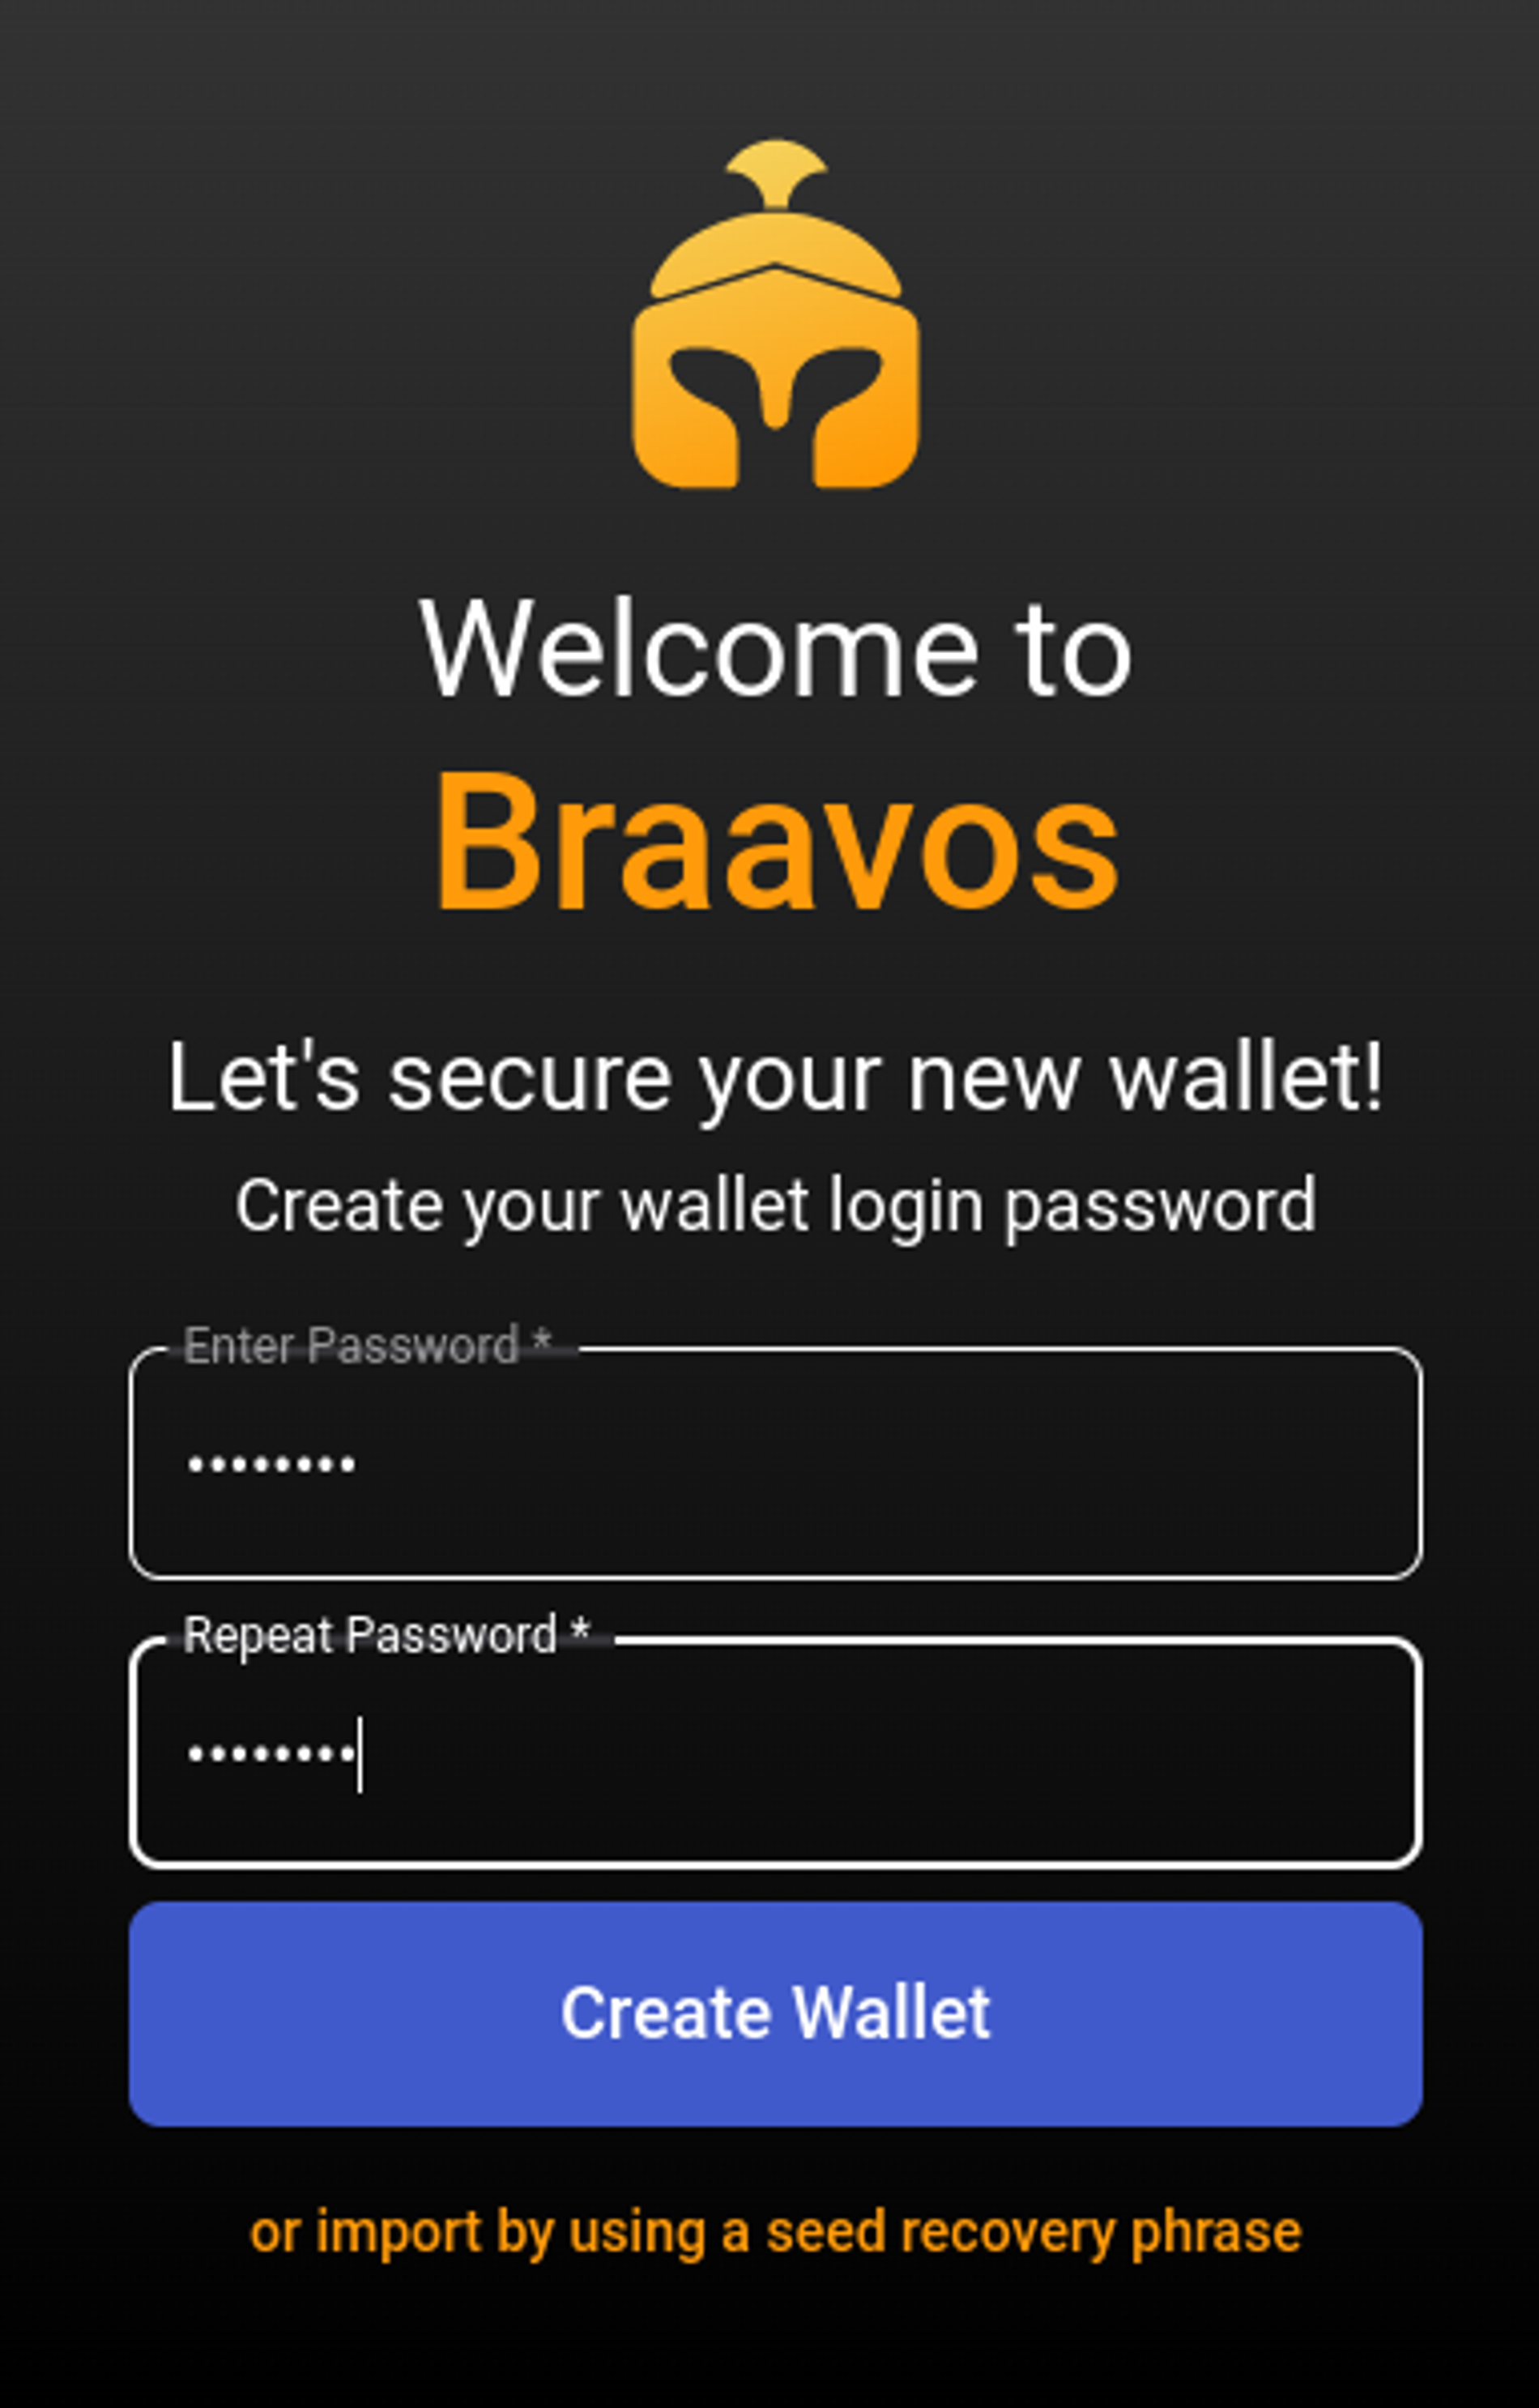 Welcome to
Braavos
Let's secure your new wallet!
Create your wallet login password
Enter Password *
••••••••
Repeat Password *
••••••••
Create Wallet
or import by using a seed recovery phrase